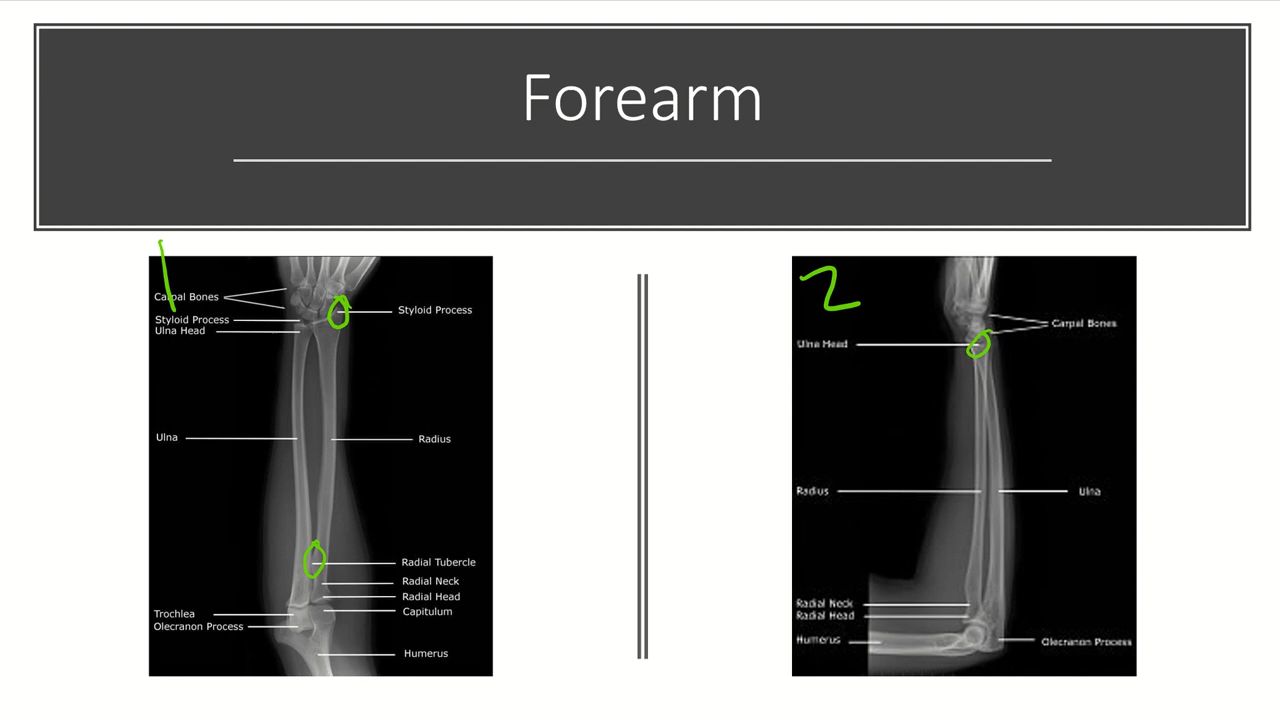 Forearm
1
Carpal Bones
Styloid Process
Styloid Process
Ulna Head
Ulna
Radius
Radial Tubercle
Radial Neck
Radial Head
Capitulum
Trochlea
Olecranon Process
Humerus
2
Carpal Bones
Ulna Head
Radius
Ulna
Radial Neck
Radial Head
Humerus
Olecranon Process